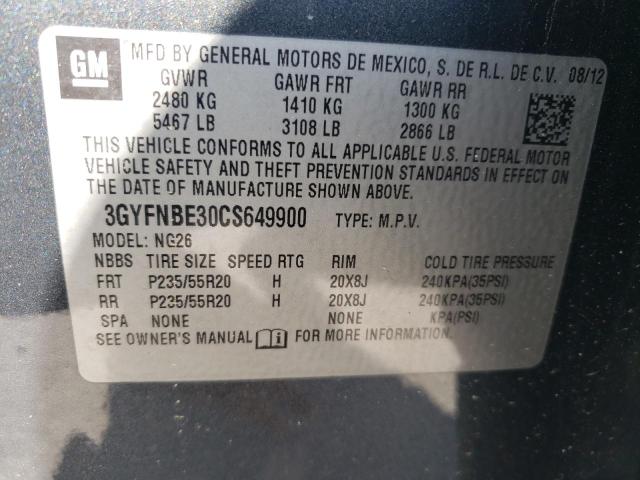 GM
MFD BY GENERAL MOTORS DE MEXICO, S. DE R.L. DE C.V. 08/12
GVWR GAWR FRT GAWR RR
2480 KG 1410 KG 1300 KG
5467 LB 3108 LB 2866 LB
THIS VEHICLE CONFORMS TO ALL APPLICABLE U.S. FEDERAL MOTOR
VEHICLE SAFETY AND THEFT PREVENTION STANDARDS IN EFFECT ON
THE DATE OF MANUFACTURE SHOWN ABOVE.
3GYFNBE30CS649900 TYPE: M.P.V.
MODEL: NG26
NBBS TIRE SIZE SPEED RTG RIM COLD TIRE PRESSURE
FRT P235/55R20 H 20X8J 240KPA(35PSI)
RR P235/55R20 H 20X8J 240KPA(35PSI)
SPA NONE NONE KPA(PSI)
SEE OWNER'S MANUAL FOR MORE INFORMATION.